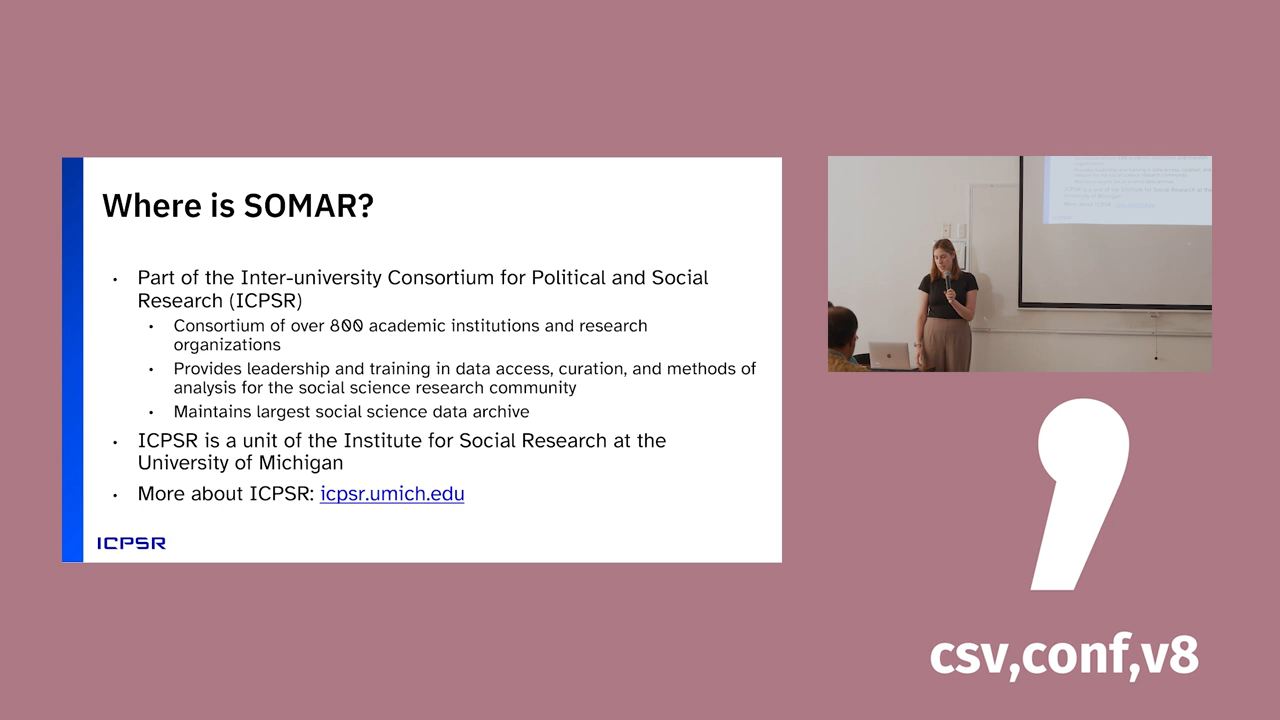 Where is SOMAR?
• Part of the Inter-university Consortium for Political and Social
Research (ICPSR)
• Consortium of over 800 academic institutions and research
organizations
• Provides leadership and training in data access, curation, and methods of
analysis for the social science research community
• Maintains largest social science data archive
• ICPSR is a unit of the Institute for Social Research at the
University of Michigan
• More about ICPSR: icpsr.umich.edu
ICPSR
csv,conf,v8